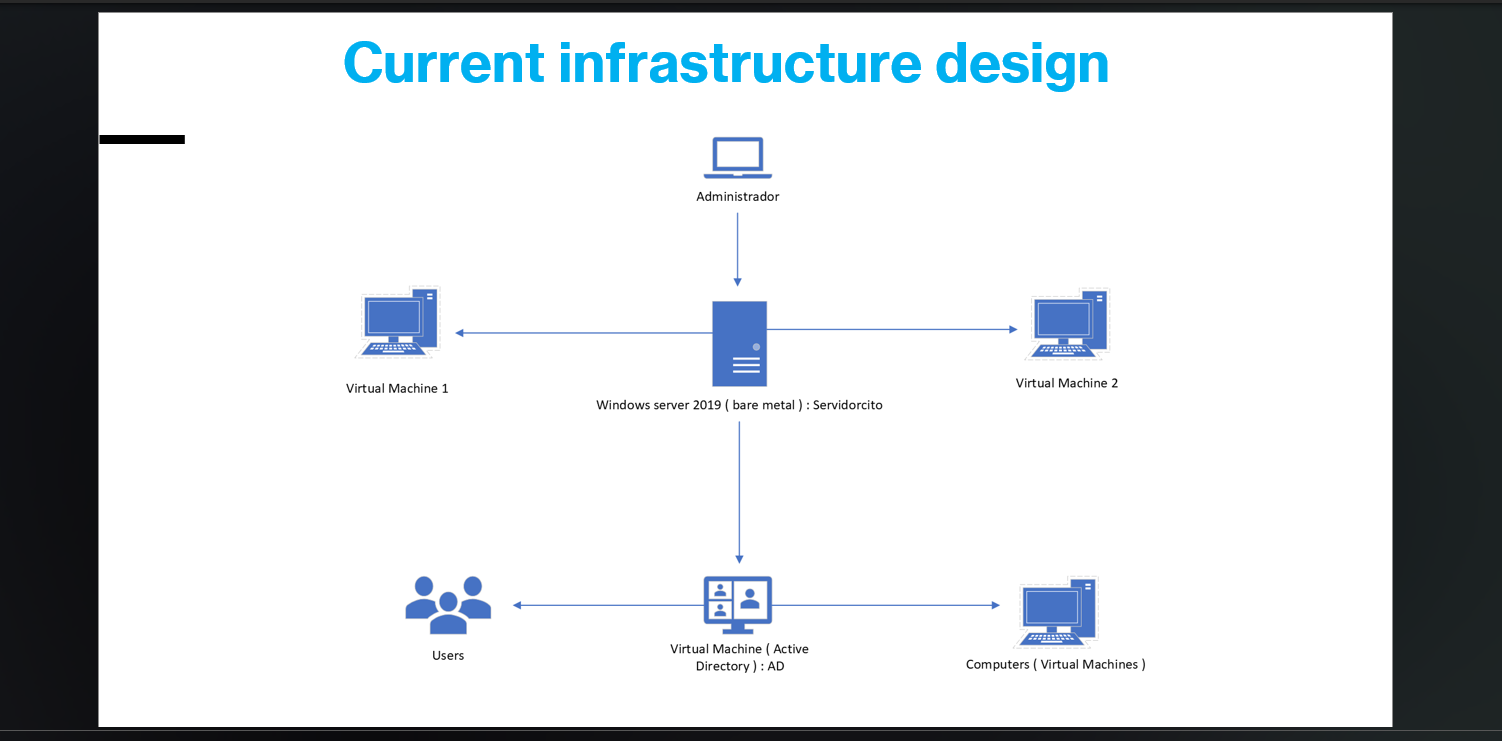 Current infrastructure design
Administrador
Virtual Machine 1
Virtual Machine 2
Windows server 2019 ( bare metal ) : Servidorcito
Users
Virtual Machine ( Active
Directory ) : AD
Computers ( Virtual Machines )